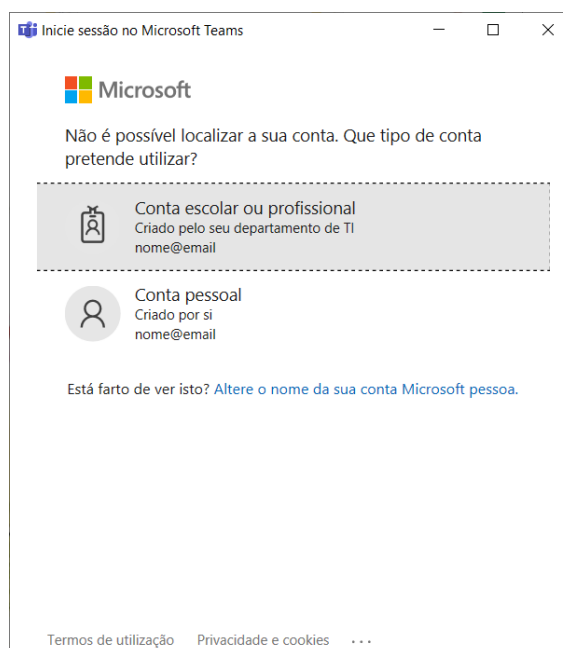 Inicie sessão no Microsoft Teams
Microsoft
Não é possível localizar a sua conta. Que tipo de conta
pretende utilizar?
Conta escolar ou profissional
Criado pelo seu departamento de TI
nome@email
Conta pessoal
Criado por si
nome@email
Está farto de ver isto? Altere o nome da sua conta Microsoft pessoa.
Termos de utilização Privacidade e cookies ...